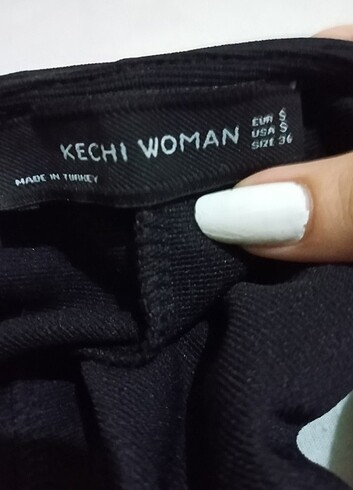 KECHI WOMAN
EUR S
USA S
SIZE 36
MADE IN TURKEY